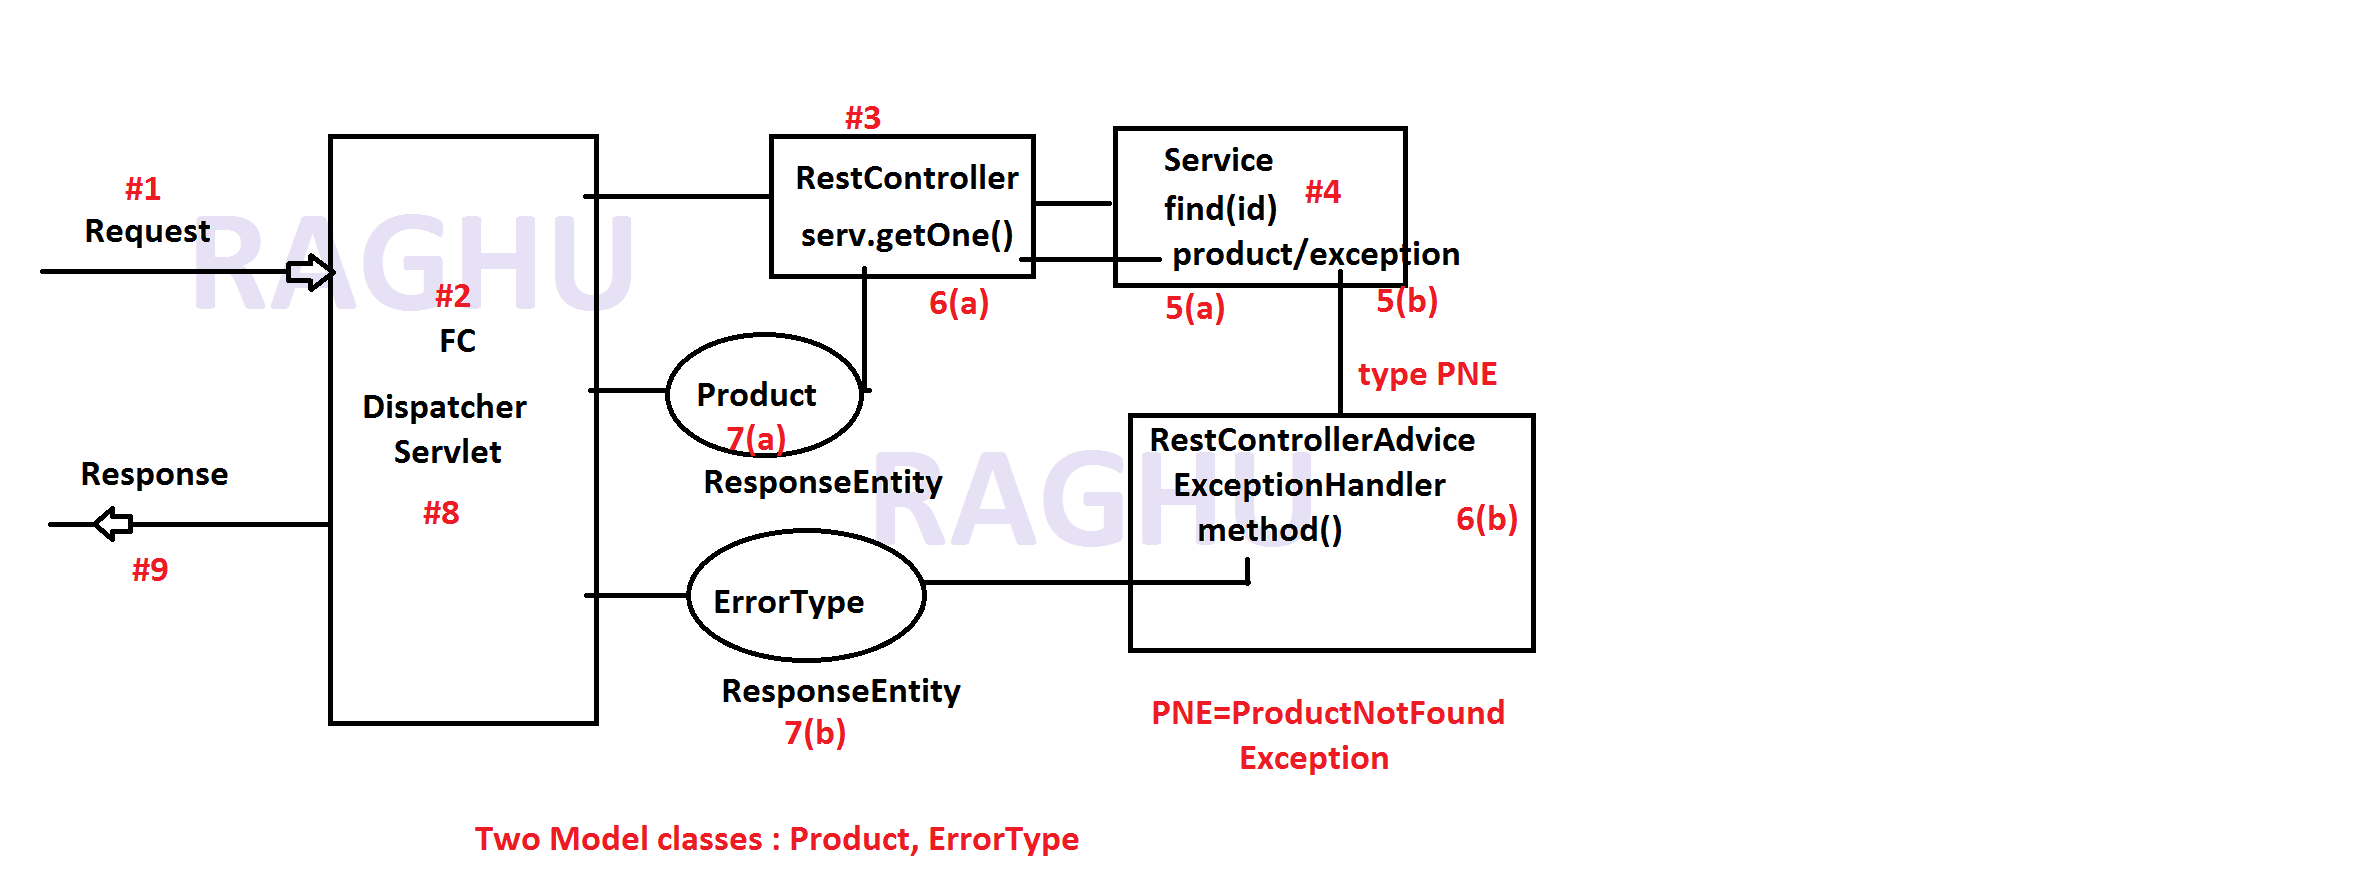 #1
Request
RAGHU
#2
FC
Dispatcher
Servlet
#8
Response
#9
#3
RestController
serv.getOne()
6(a)
Service
find(id)
#4
product/exception
5(a)
5(b)
type PNE
Product
7(a)
ResponseEntity
RAGHU
RestControllerAdvice
ExceptionHandler
method()
6(b)
ErrorType
ResponseEntity
7(b)
PNE=ProductNotFound
Exception
Two Model classes : Product, ErrorType